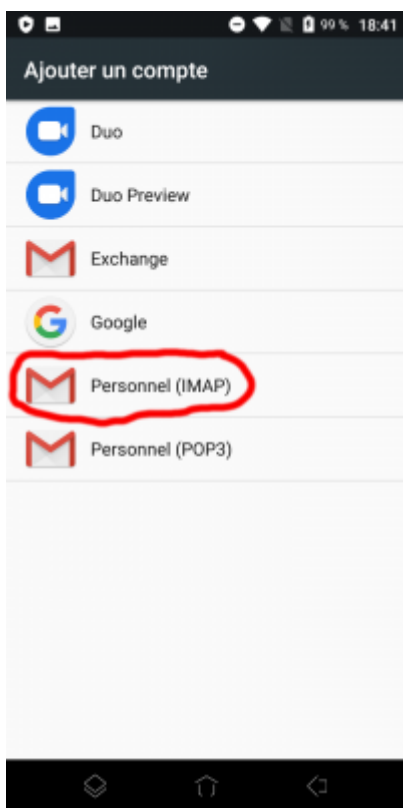 99 % 18:41
Ajouter un compte
Duo
Duo Preview
Exchange
Google
Personnel (IMAP)
Personnel (POP3)